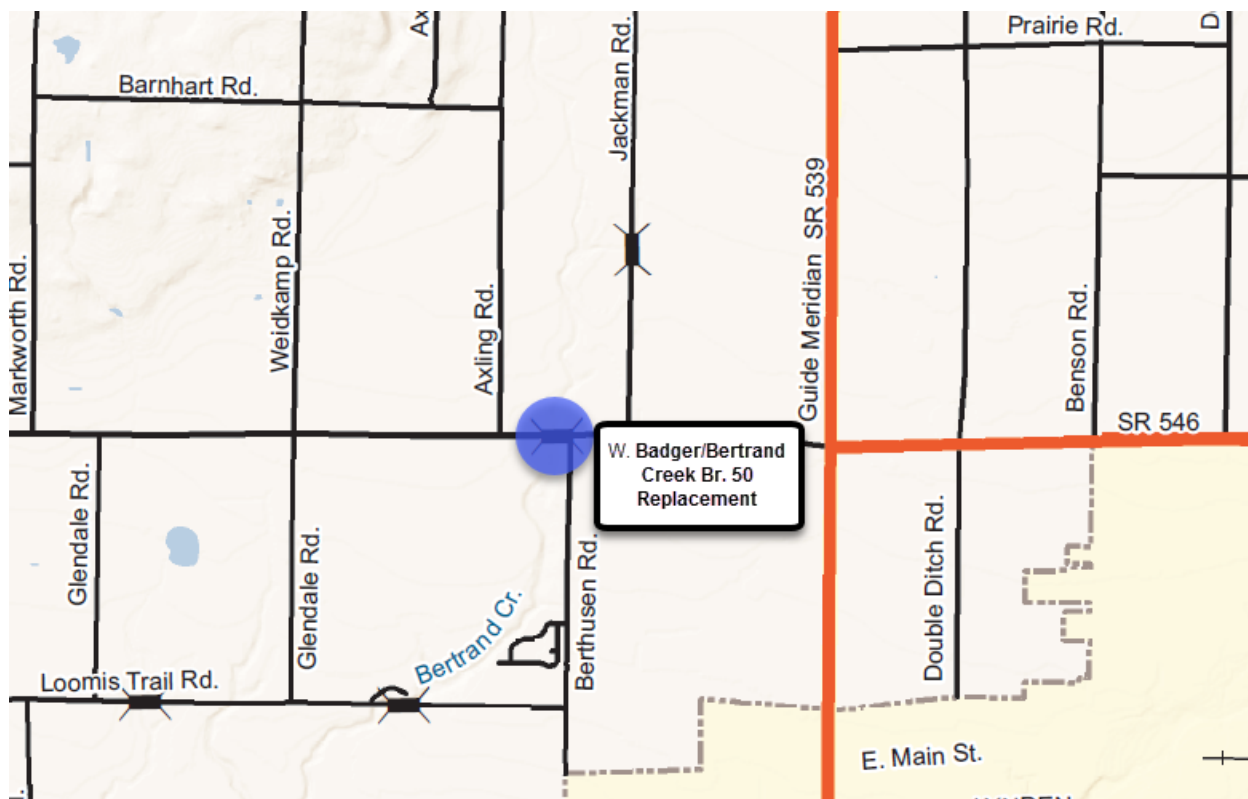 Prairie Rd.
D
Ax
Jackman Rd.
Barnhart Rd.
Guide Meridian SR 539
Weidkamp Rd.
Markworth Rd.
Axling Rd.
Benson Rd.
SR 546
W. Badger/Bertrand
Creek Br. 50
Replacement
Glendale Rd.
Glendale Rd.
Berthusen Rd.
Double Ditch Rd.
Bertrand Cr.
Loomis Trail Rd.
E. Main St.